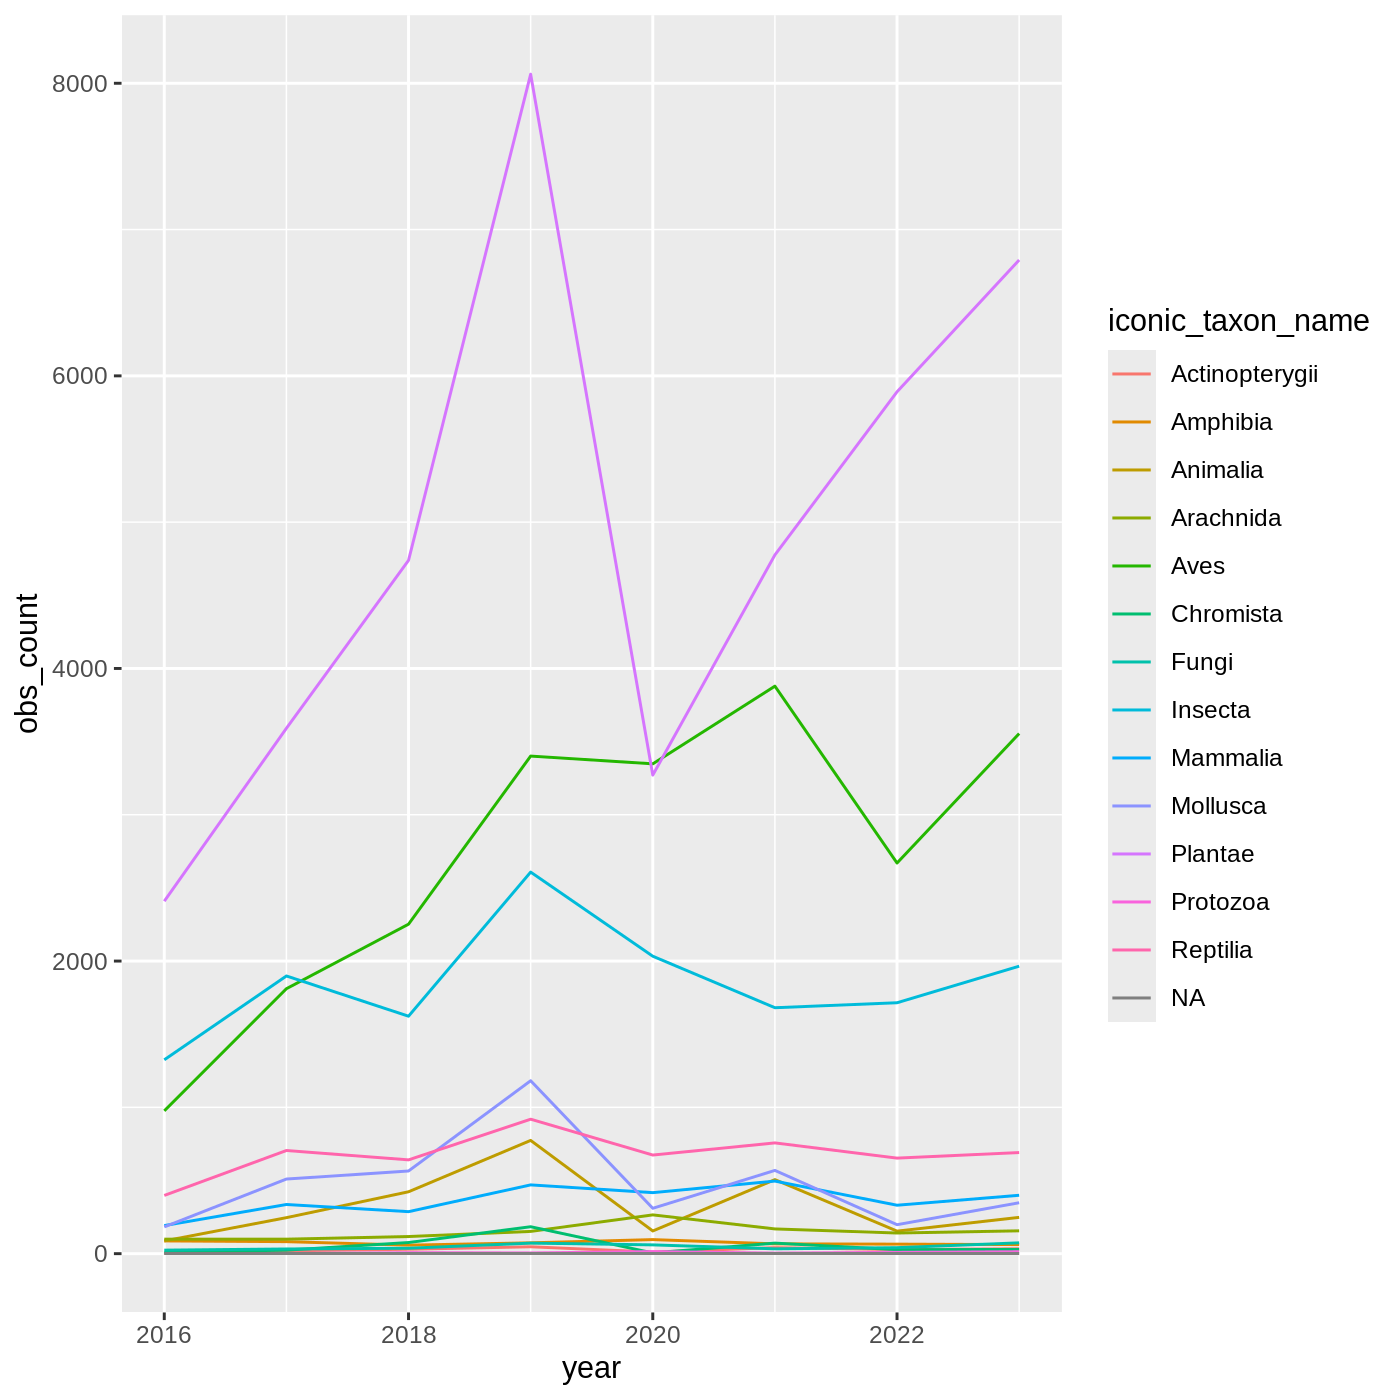 8000
6000
4000
2000
0
obs_count
2016
2018
2020
2022
year
iconic_taxon_name
Actinopterygii
Amphibia
Animalia
Arachnida
Aves
Chromista
Fungi
Insecta
Mammalia
Mollusca
Plantae
Protozoa
Reptilia
NA